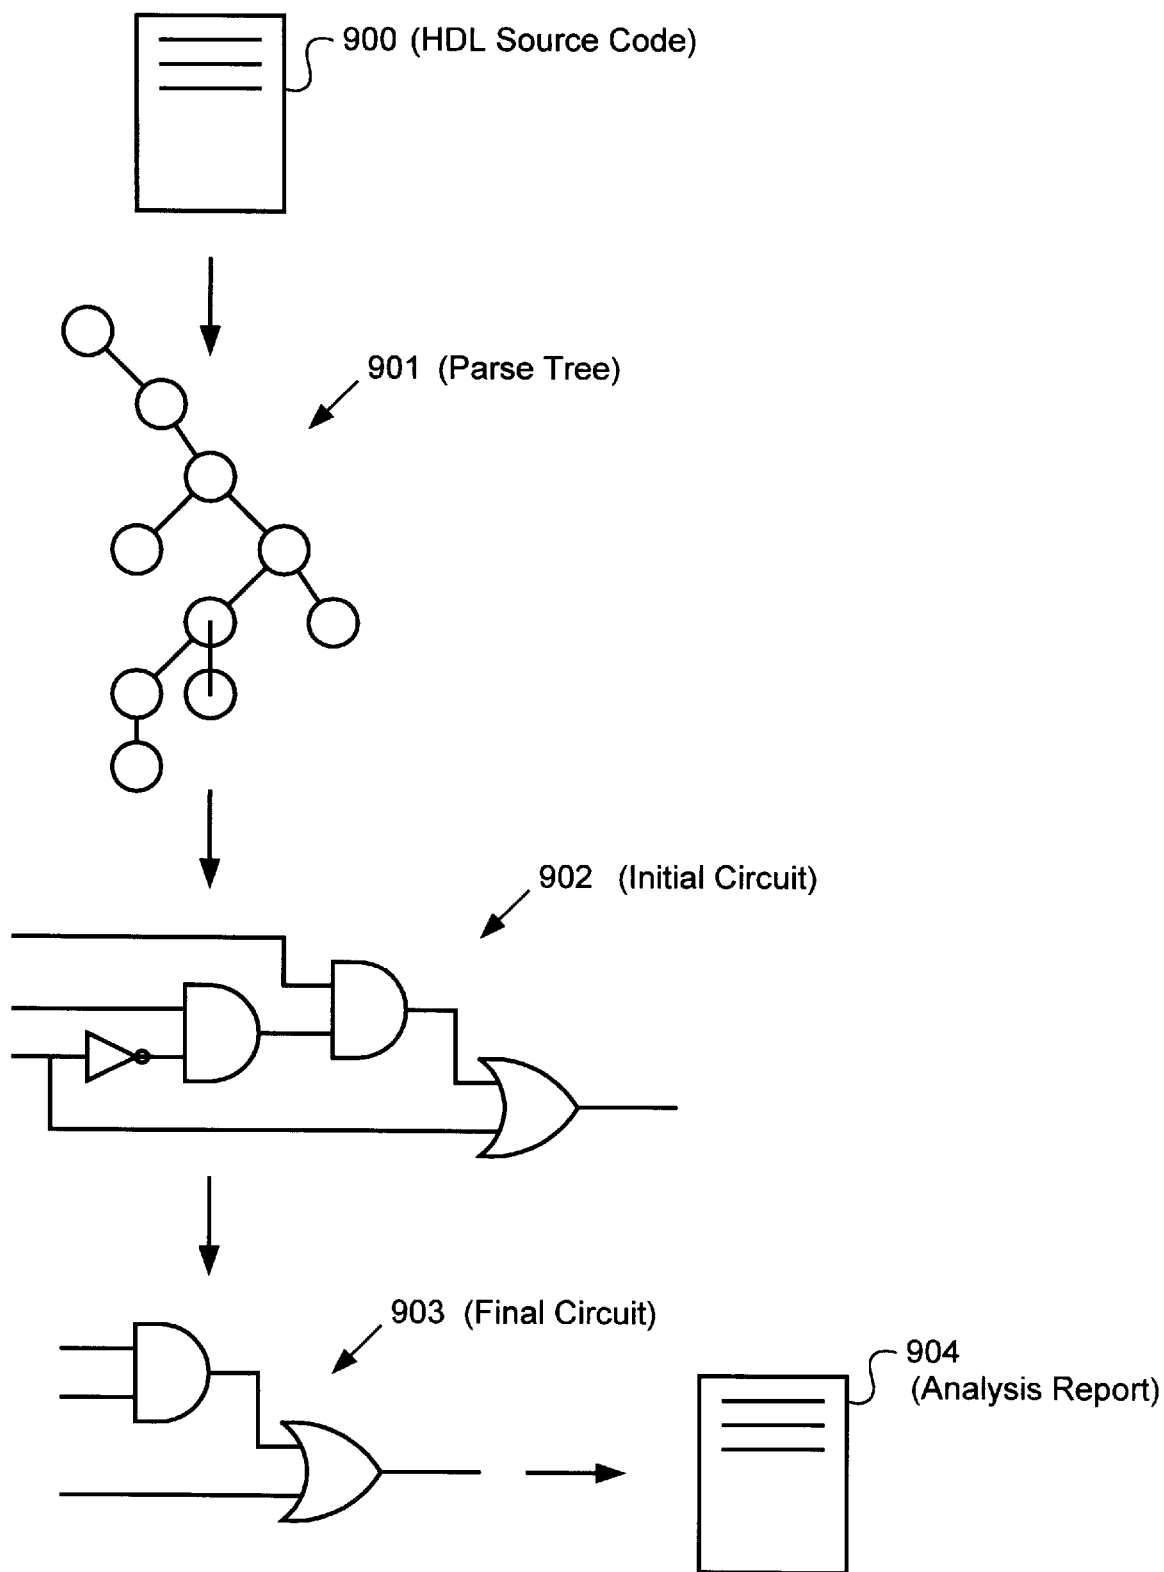 900 (HDL Source Code)
901 (Parse Tree)
902 (Initial Circuit)
903 (Final Circuit)
904
(Analysis Report)